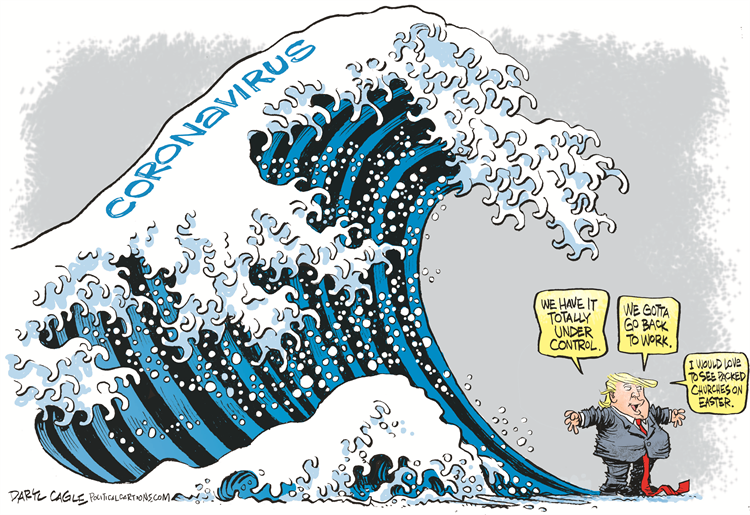 CORONAVIRUS
WE HAVE IT
TOTALLY
UNDER
CONTROL.
WE GOTTA
GO BACK
TO WORK.
I WOULD LOVE
TO SEE PACKED
CHURCHES ON
EASTER.
DARYL CAGLE POLITICALCARTOONS.COM